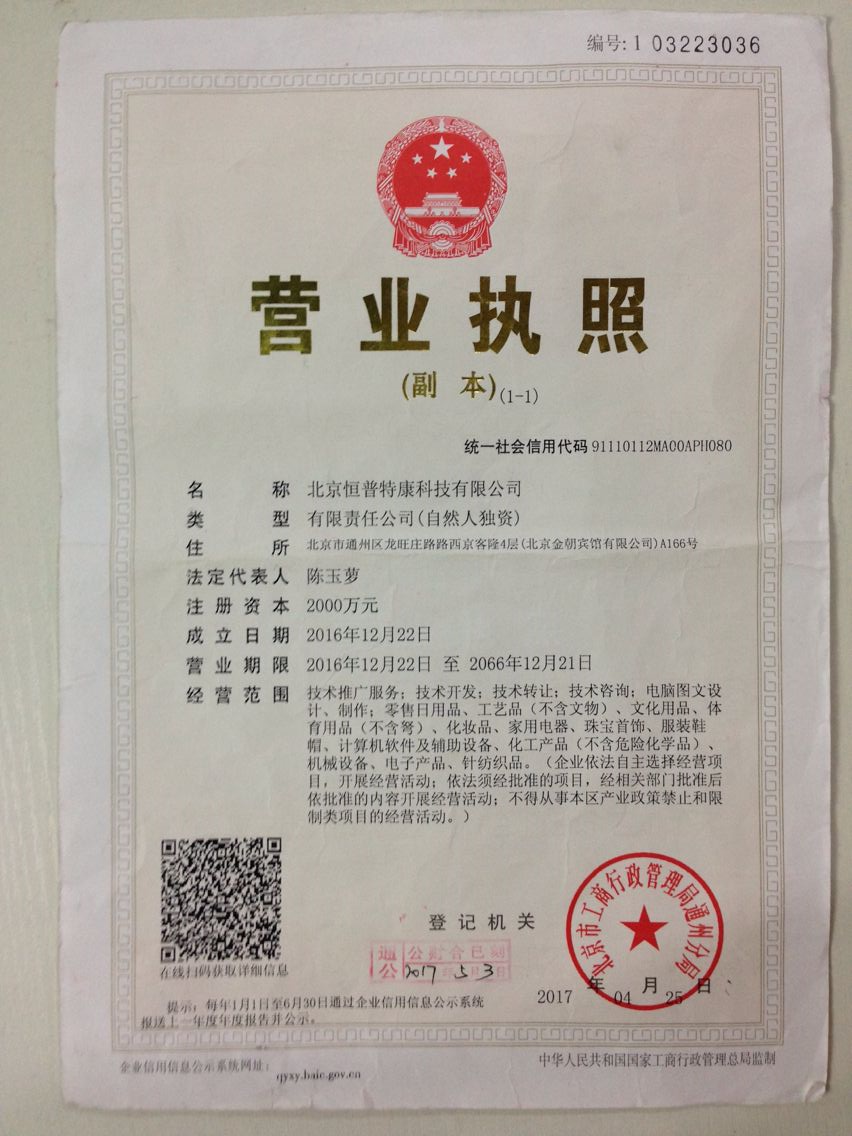 编号: 1 03223036
营业执照
(副 本)(1-1)
统一社会信用代码 91110112MA00APH080
名 称 北京恒普特康科技有限公司
类 型 有限责任公司(自然人独资)
住 所 北京市通州区龙旺庄路路西京客隆4层(北京金朝宾馆有限公司)A166号
法定代表人 陈玉萝
注册资本 2000万元
成立日期 2016年12月22日
营业期限 2016年12月22日 至 2066年12月21日
经营范围 技术推广服务；技术开发；技术转让；技术咨询；电脑图文设
计、制作；零售日用品、工艺品（不含文物）、文化用品、体
育用品（不含弩）、化妆品、家用电器、珠宝首饰、服装鞋
帽、计算机软件及辅助设备、化工产品（不含危险化学品）、
机械设备、电子产品、针纺织品。（企业依法自主选择经营项
目，开展经营活动；依法须经批准的项目，经相关部门批准后
依批准的内容开展经营活动；不得从事本区产业政策禁止和限
制类项目的经营活动。）
在线扫码获取详细信息
登记机关
北京市工商行政管理局通州分局
通公
已刻
2017年5月3日
2017年04月25日
提示：每年1月1日至6月30日通过企业信用信息公示系统
报送上一年度年度报告并公示。
企业信用信息公示系统网址： qyxy.baic.gov.cn
中华人民共和国国家工商行政管理总局监制